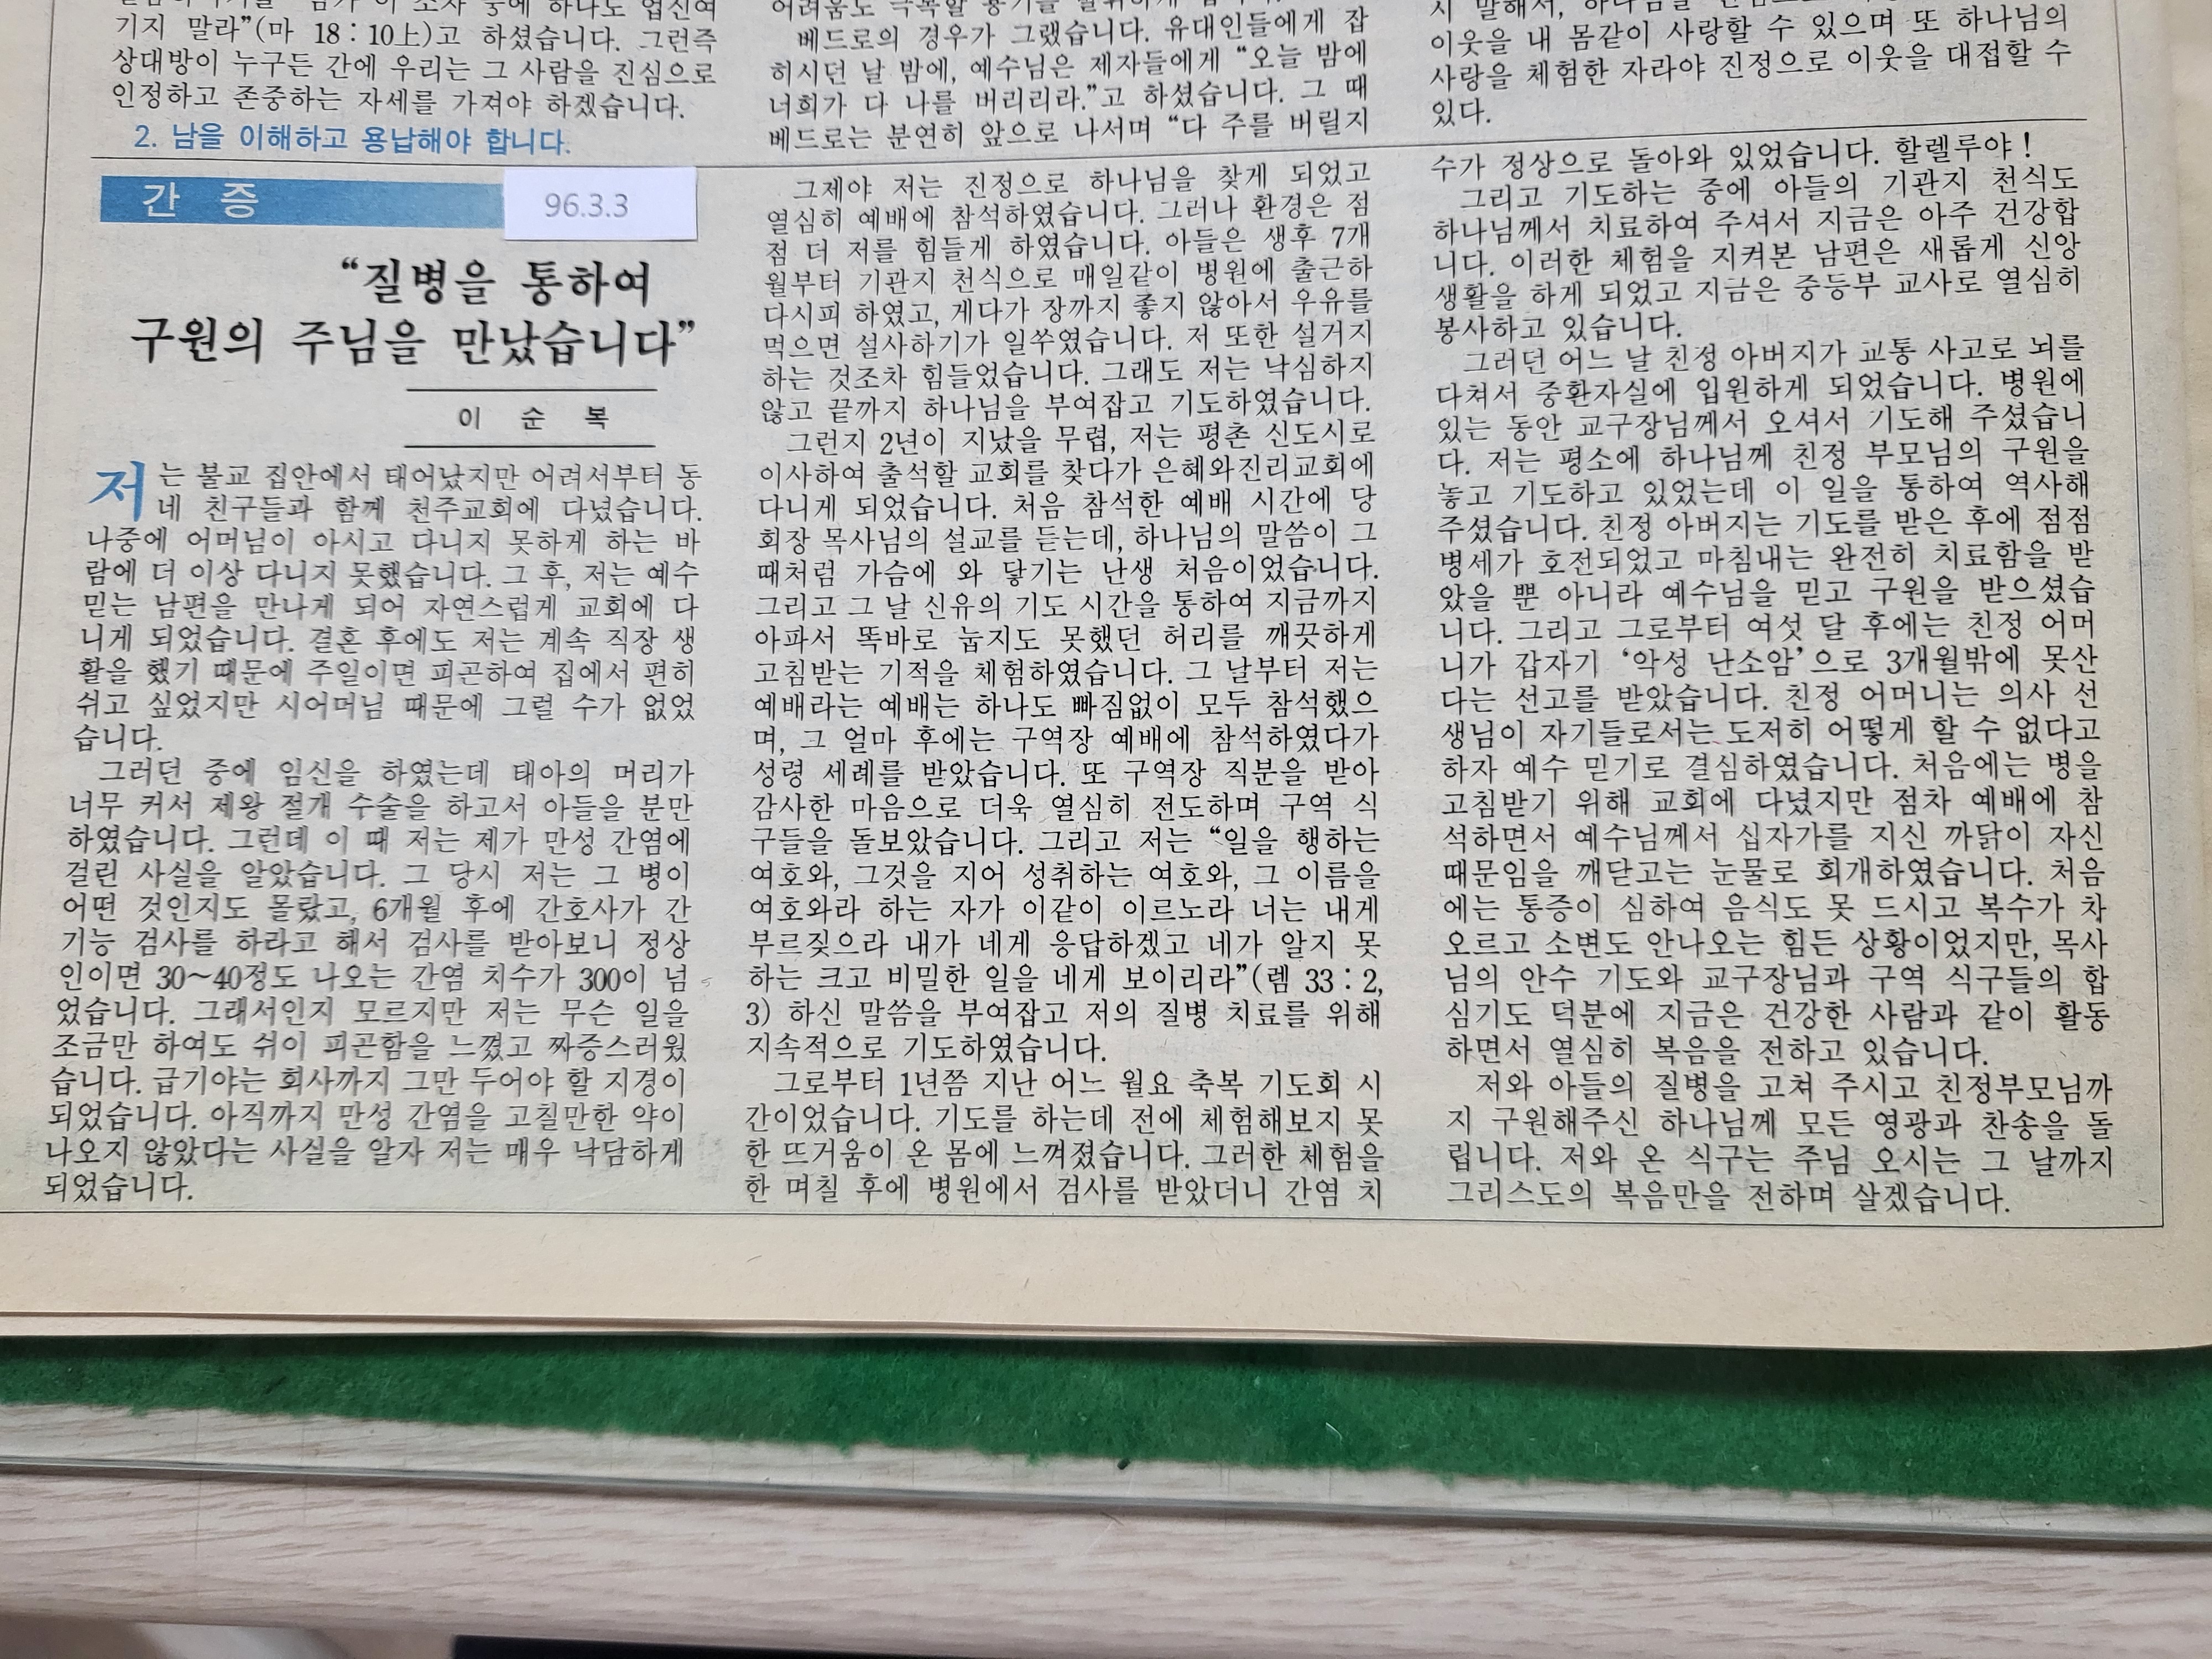 기지 말라”(마 18 : 10上)고 하셨습니다. 그런즉
상대방이 누구든 간에 우리는 그 사람을 진심으로
인정하고 존중하는 자세를 가져야 하겠습니다.
2. 남을 이해하고 용납해야 합니다.
베드로의 경우가 그랬습니다. 유대인들에게 잡
히시던 날 밤에, 예수님은 제자들에게 “오늘 밤에
너희가 다 나를 버리리라.”고 하셨습니다. 그 때
베드로는 분연히 앞으로 나서며 “다 주를 버릴지
이웃을 내 몸같이 사랑할 수 있으며 또 하나님의
사랑을 체험한 자라야 진정으로 이웃을 대접할 수
있다.
간 증
96.3.3
“질병을 통하여
구원의 주님을 만났습니다”
이 순 복
저는 불교 집안에서 태어났지만 어려서부터 동
네 친구들과 함께 천주교회에 다녔습니다.
나중에 어머님이 아시고 다니지 못하게 하는 바
람에 더 이상 다니지 못했습니다. 그 후, 저는 예수
믿는 남편을 만나게 되어 자연스럽게 교회에 다
니게 되었습니다. 결혼 후에도 저는 계속 직장 생
활을 했기 때문에 주일이면 피곤하여 집에서 편히
쉬고 싶었지만 시어머님 때문에 그럴 수가 없었
습니다.
그러던 중에 임신을 하였는데 태아의 머리가
너무 커서 제왕 절개 수술을 하고서 아들을 분만
하였습니다. 그런데 이 때 저는 제가 만성 간염에
걸린 사실을 알았습니다. 그 당시 저는 그 병이
어떤 것인지도 몰랐고, 6개월 후에 간호사가 간
기능 검사를 하라고 해서 검사를 받아보니 정상
인이면 30～40정도 나오는 간염 치수가 300이 넘
었습니다. 그래서인지 모르지만 저는 무슨 일을
조금만 하여도 쉬이 피곤함을 느꼈고 짜증스러웠
습니다. 급기야는 회사까지 그만 두어야 할 지경이
되었습니다. 아직까지 만성 간염을 고칠만한 약이
나오지 않았다는 사실을 알자 저는 매우 낙담하게
되었습니다.
그제야 저는 진정으로 하나님을 찾게 되었고
열심히 예배에 참석하였습니다. 그러나 환경은 점
점 더 저를 힘들게 하였습니다. 아들은 생후 7개
월부터 기관지 천식으로 매일같이 병원에 출근하
다시피 하였고, 게다가 장까지 좋지 않아서 우유를
먹으면 설사하기가 일쑤였습니다. 저 또한 설거지
하는 것조차 힘들었습니다. 그래도 저는 낙심하지
않고 끝까지 하나님을 부여잡고 기도하였습니다.
그런지 2년이 지났을 무렵, 저는 평촌 신도시로
이사하여 출석할 교회를 찾다가 은혜와진리교회에
다니게 되었습니다. 처음 참석한 예배 시간에 당
회장 목사님의 설교를 듣는데, 하나님의 말씀이 그
때처럼 가슴에 와 닿기는 난생 처음이었습니다.
그리고 그 날 신유의 기도 시간을 통하여 지금까지
아파서 똑바로 눕지도 못했던 허리를 깨끗하게
고침받는 기적을 체험하였습니다. 그 날부터 저는
예배라는 예배는 하나도 빠짐없이 모두 참석했으
며, 그 얼마 후에는 구역장 예배에 참석하였다가
성령 세례를 받았습니다. 또 구역장 직분을 받아
감사한 마음으로 더욱 열심히 전도하며 구역 식
구들을 돌보았습니다. 그리고 저는 “일을 행하는
여호와, 그것을 지어 성취하는 여호와, 그 이름을
여호와라 하는 자가 이같이 이르노라 너는 내게
부르짖으라 내가 네게 응답하겠고 네가 알지 못
하는 크고 비밀한 일을 네게 보이리라”(렘 33 : 2,
3) 하신 말씀을 부여잡고 저의 질병 치료를 위해
지속적으로 기도하였습니다.
그로부터 1년쯤 지난 어느 월요 축복 기도회 시
간이었습니다. 기도를 하는데 전에 체험해보지 못
한 뜨거움이 온 몸에 느껴졌습니다. 그러한 체험을
한 며칠 후에 병원에서 검사를 받았더니 간염 치
수가 정상으로 돌아와 있었습니다. 할렐루야 !
그리고 기도하는 중에 아들의 기관지 천식도
하나님께서 치료하여 주셔서 지금은 아주 건강합
니다. 이러한 체험을 지켜본 남편은 새롭게 신앙
생활을 하게 되었고 지금은 중등부 교사로 열심히
봉사하고 있습니다.
그러던 어느 날 친정 아버지가 교통 사고로 뇌를
다쳐서 중환자실에 입원하게 되었습니다. 병원에
있는 동안 교구장님께서 오셔서 기도해 주셨습니
다. 저는 평소에 하나님께 친정 부모님의 구원을
놓고 기도하고 있었는데 이 일을 통하여 역사해
주셨습니다. 친정 아버지는 기도를 받은 후에 점점
병세가 호전되었고 마침내는 완전히 치료함을 받
았을 뿐 아니라 예수님을 믿고 구원을 받으셨습
니다. 그리고 그로부터 여섯 달 후에는 친정 어머
니가 갑자기 ‘악성 난소암’으로 3개월밖에 못산
다는 선고를 받았습니다. 친정 어머니는 의사 선
생님이 자기들로서는 도저히 어떻게 할 수 없다고
하자 예수 믿기로 결심하였습니다. 처음에는 병을
고침받기 위해 교회에 다녔지만 점차 예배에 참
석하면서 예수님께서 십자가를 지신 까닭이 자신
때문임을 깨닫고는 눈물로 회개하였습니다. 처음
에는 통증이 심하여 음식도 못 드시고 복수가 차
오르고 소변도 안나오는 힘든 상황이었지만, 목사
님의 안수 기도와 교구장님과 구역 식구들의 합
심기도 덕분에 지금은 건강한 사람과 같이 활동
하면서 열심히 복음을 전하고 있습니다.
저와 아들의 질병을 고쳐 주시고 친정부모님까
지 구원해주신 하나님께 모든 영광과 찬송을 돌
립니다. 저와 온 식구는 주님 오시는 그 날까지
그리스도의 복음만을 전하며 살겠습니다.